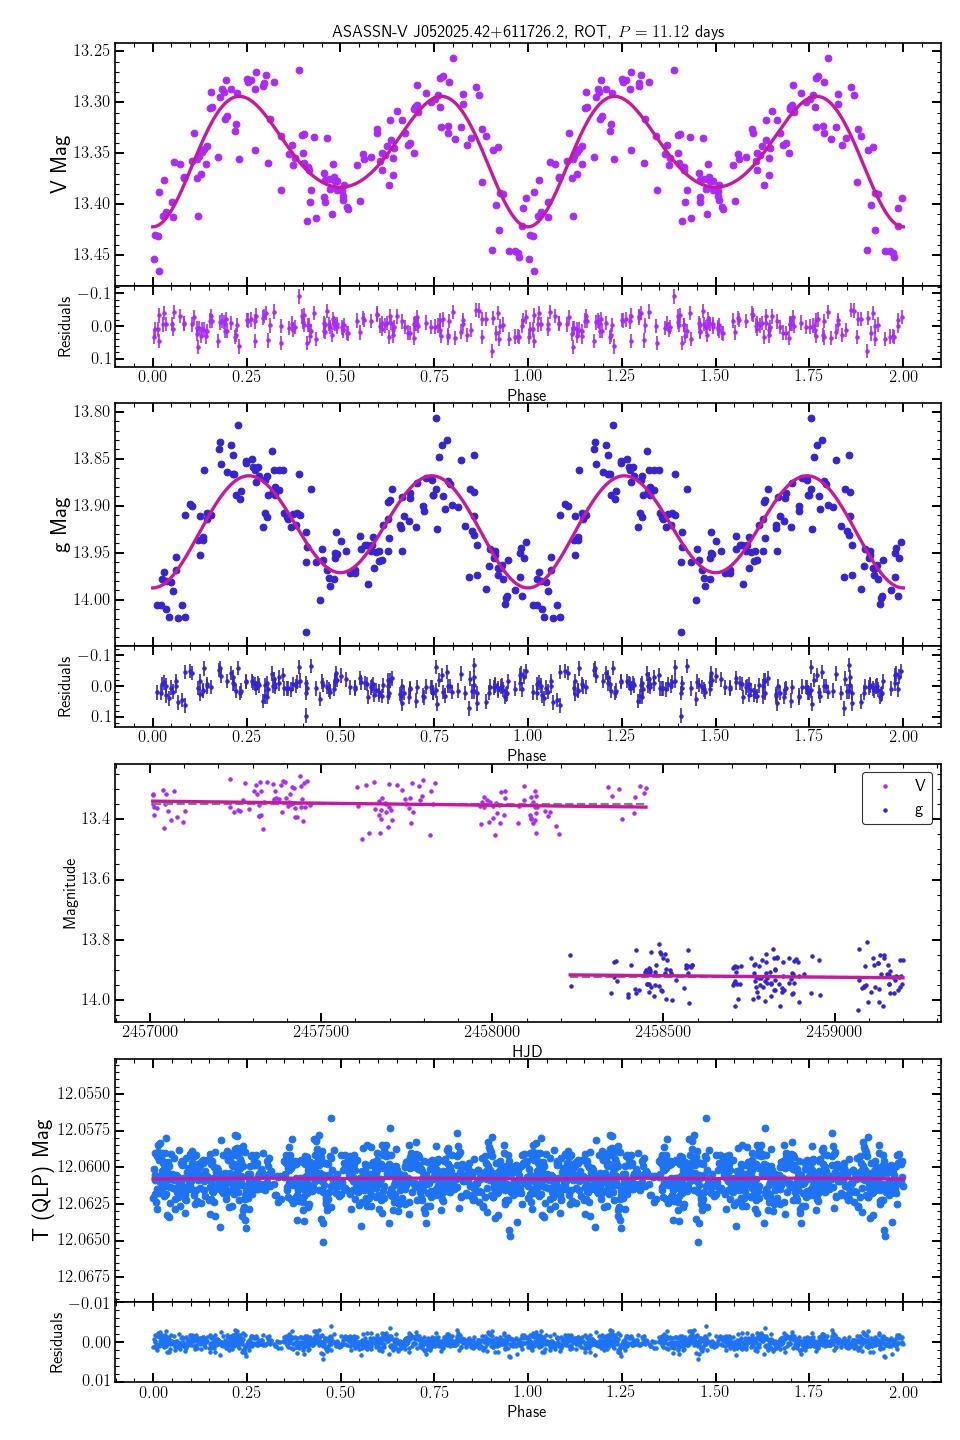 ASASSN-V J052025.42+611726.2, ROT, P = 11.12 days
13.25
13.30
13.35
13.40
13.45
V Mag
−0.1
0.0
0.1
Residuals
0.00 0.25 0.50 0.75 1.00 1.25 1.50 1.75 2.00
Phase
13.80
13.85
13.90
13.95
14.00
g Mag
−0.1
0.0
0.1
Residuals
0.00 0.25 0.50 0.75 1.00 1.25 1.50 1.75 2.00
Phase
V
g
13.4
13.6
13.8
14.0
Magnitude
2457000 2457500 2458000 2458500 2459000
HJD
12.0550
12.0575
12.0600
12.0625
12.0650
12.0675
T (QLP) Mag
−0.01
0.00
0.01
Residuals
0.00 0.25 0.50 0.75 1.00 1.25 1.50 1.75 2.00
Phase